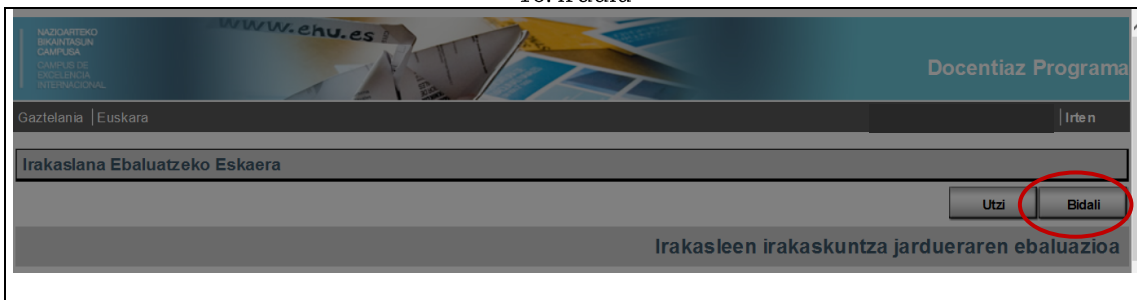 NAZIOARTEKO
BIKAINTASUN
CAMPUSA
CAMPUS DE
EXCELENCIA
INTERNACIONAL
www.ehu.es
Docentiaz Programa
Gaztelania | Euskara
| Irten
Irakaslana Ebaluatzeko Eskaera
Utzi
Bidali
Irakasleen irakaskuntza jardueraren ebaluazioa